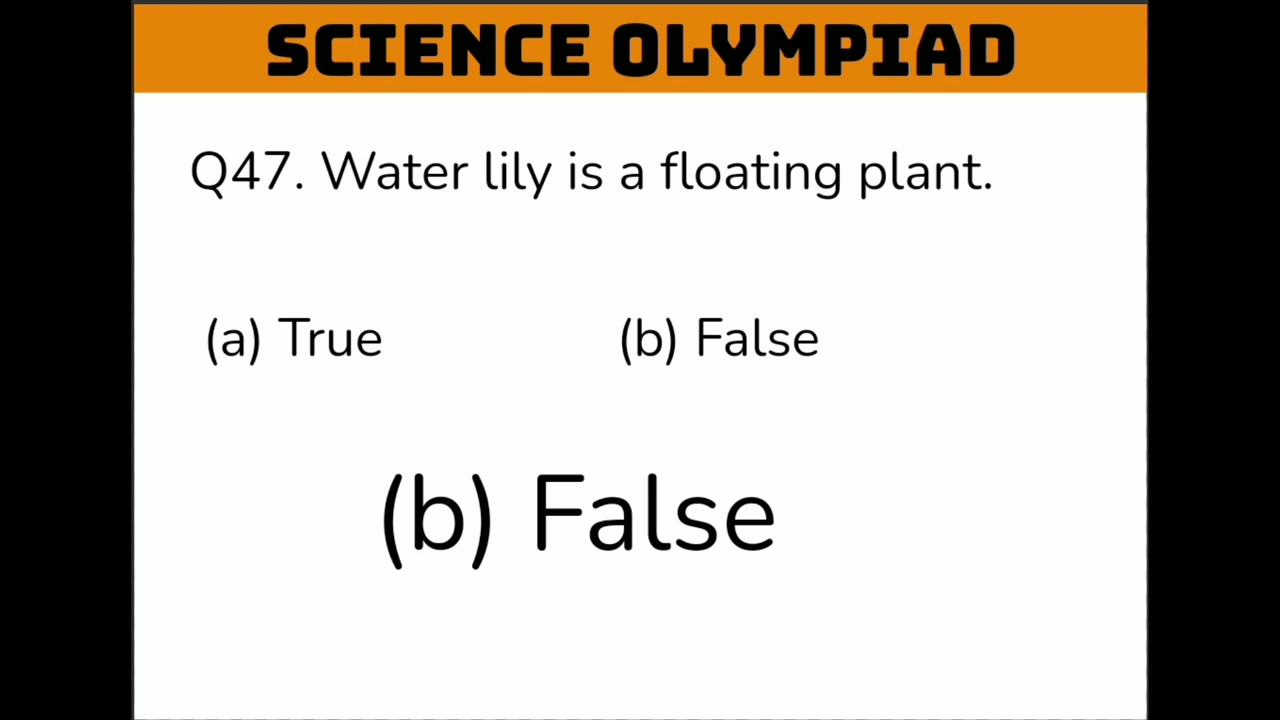 SCIENCE OLYMPIAD
Q47. Water lily is a floating plant.
(a) True (b) False
(b) False